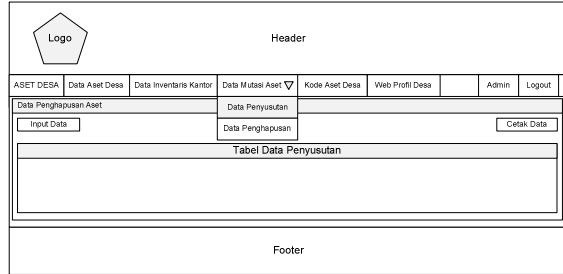 Logo
Header
ASET DESA
Data Aset Desa
Data Inventaris Kantor
Data Mutasi Aset
Kode Aset Desa
Web Profil Desa
Admin
Logout
Data Penghapusan Aset
Data Penyusutan
Input Data
Data Penghapusan
Cetak Data
Tabel Data Penyusutan
Footer